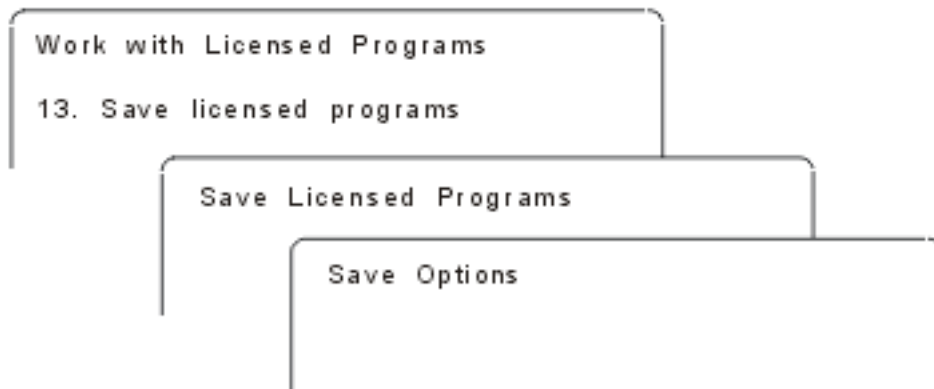 Work with Licensed Programs
13. Save licensed programs
Save Licensed Programs
Save Options